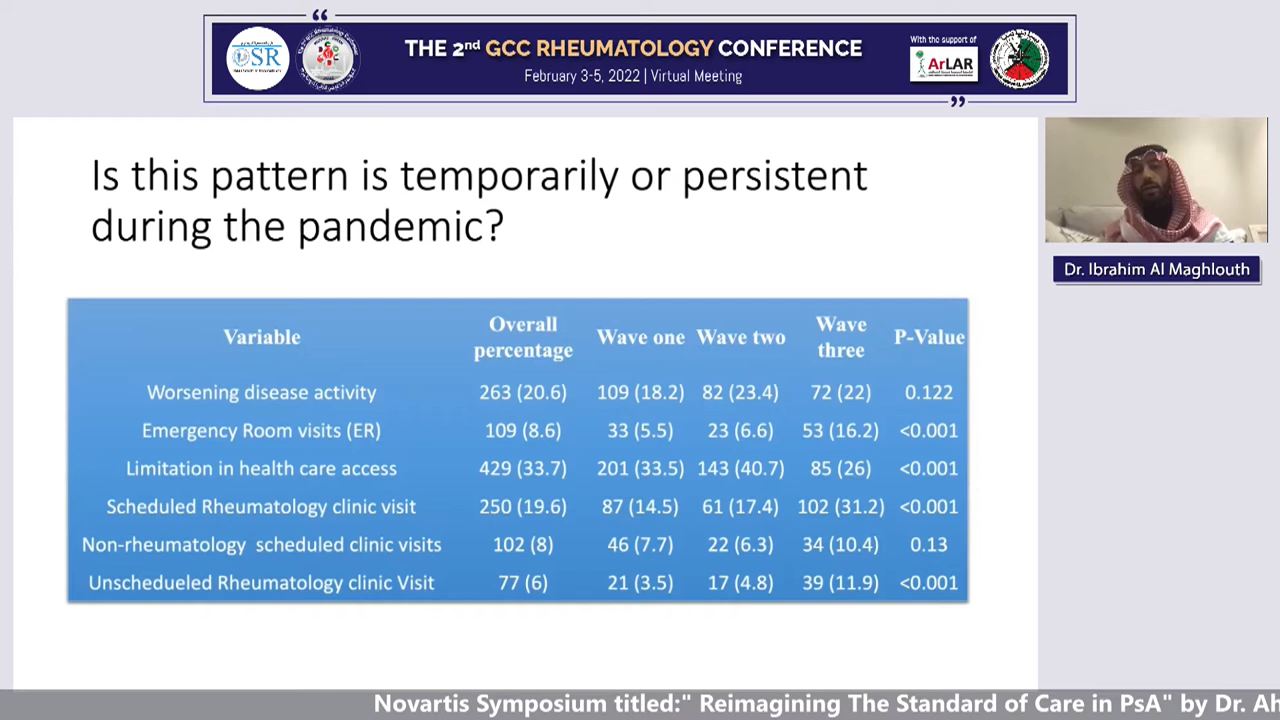 “
THE 2nd GCC RHEUMATOLOGY CONFERENCE
February 3-5, 2022 | Virtual Meeting
With the support of
OSR
ArLAR
”
Is this pattern is temporarily or persistent
during the pandemic?
Dr. Ibrahim Al Maghlouth
Variable Overall percentage Wave one Wave two Wave three P-Value
Worsening disease activity 263 (20.6) 109 (18.2) 82 (23.4) 72 (22) 0.122
Emergency Room visits (ER) 109 (8.6) 33 (5.5) 23 (6.6) 53 (16.2) <0.001
Limitation in health care access 429 (33.7) 201 (33.5) 143 (40.7) 85 (26) <0.001
Scheduled Rheumatology clinic visit 250 (19.6) 87 (14.5) 61 (17.4) 102 (31.2) <0.001
Non-rheumatology scheduled clinic visits 102 (8) 46 (7.7) 22 (6.3) 34 (10.4) 0.13
Unschedueled Rheumatology clinic Visit 77 (6) 21 (3.5) 17 (4.8) 39 (11.9) <0.001
Novartis Symposium titled:" Reimagining The Standard of Care in PsA" by Dr. Ah